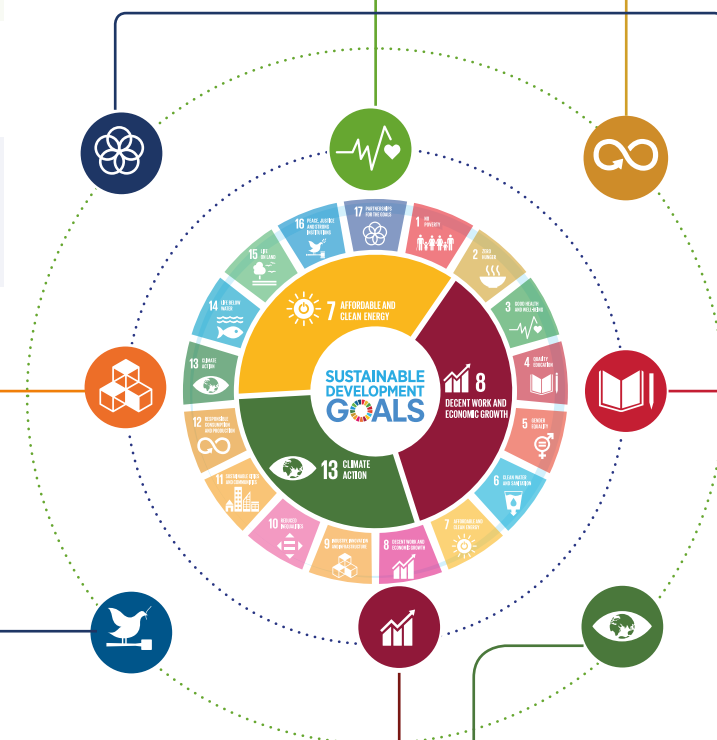 SUSTAINABLE
DEVELOPMENT
GOALS
7 AFFORDABLE AND
CLEAN ENERGY
8
DECENT WORK AND
ECONOMIC GROWTH
13 CLIMATE
ACTION
1 NO
POVERTY
2 ZERO
HUNGER
3 GOOD HEALTH
AND WELL-BEING
4 QUALITY
EDUCATION
5 GENDER
EQUALITY
6 CLEAN WATER
AND SANITATION
7 AFFORDABLE AND
CLEAN ENERGY
8 DECENT WORK AND
ECONOMIC GROWTH
9 INDUSTRY, INNOVATION
AND INFRASTRUCTURE
10 REDUCED
INEQUALITIES
11 SUSTAINABLE CITIES
AND COMMUNITIES
12 RESPONSIBLE
CONSUMPTION
AND PRODUCTION
13 CLIMATE
ACTION
14 LIFE BELOW
WATER
15 LIFE
ON LAND
16 PEACE, JUSTICE
AND STRONG
INSTITUTIONS
17 PARTNERSHIPS
FOR THE GOALS